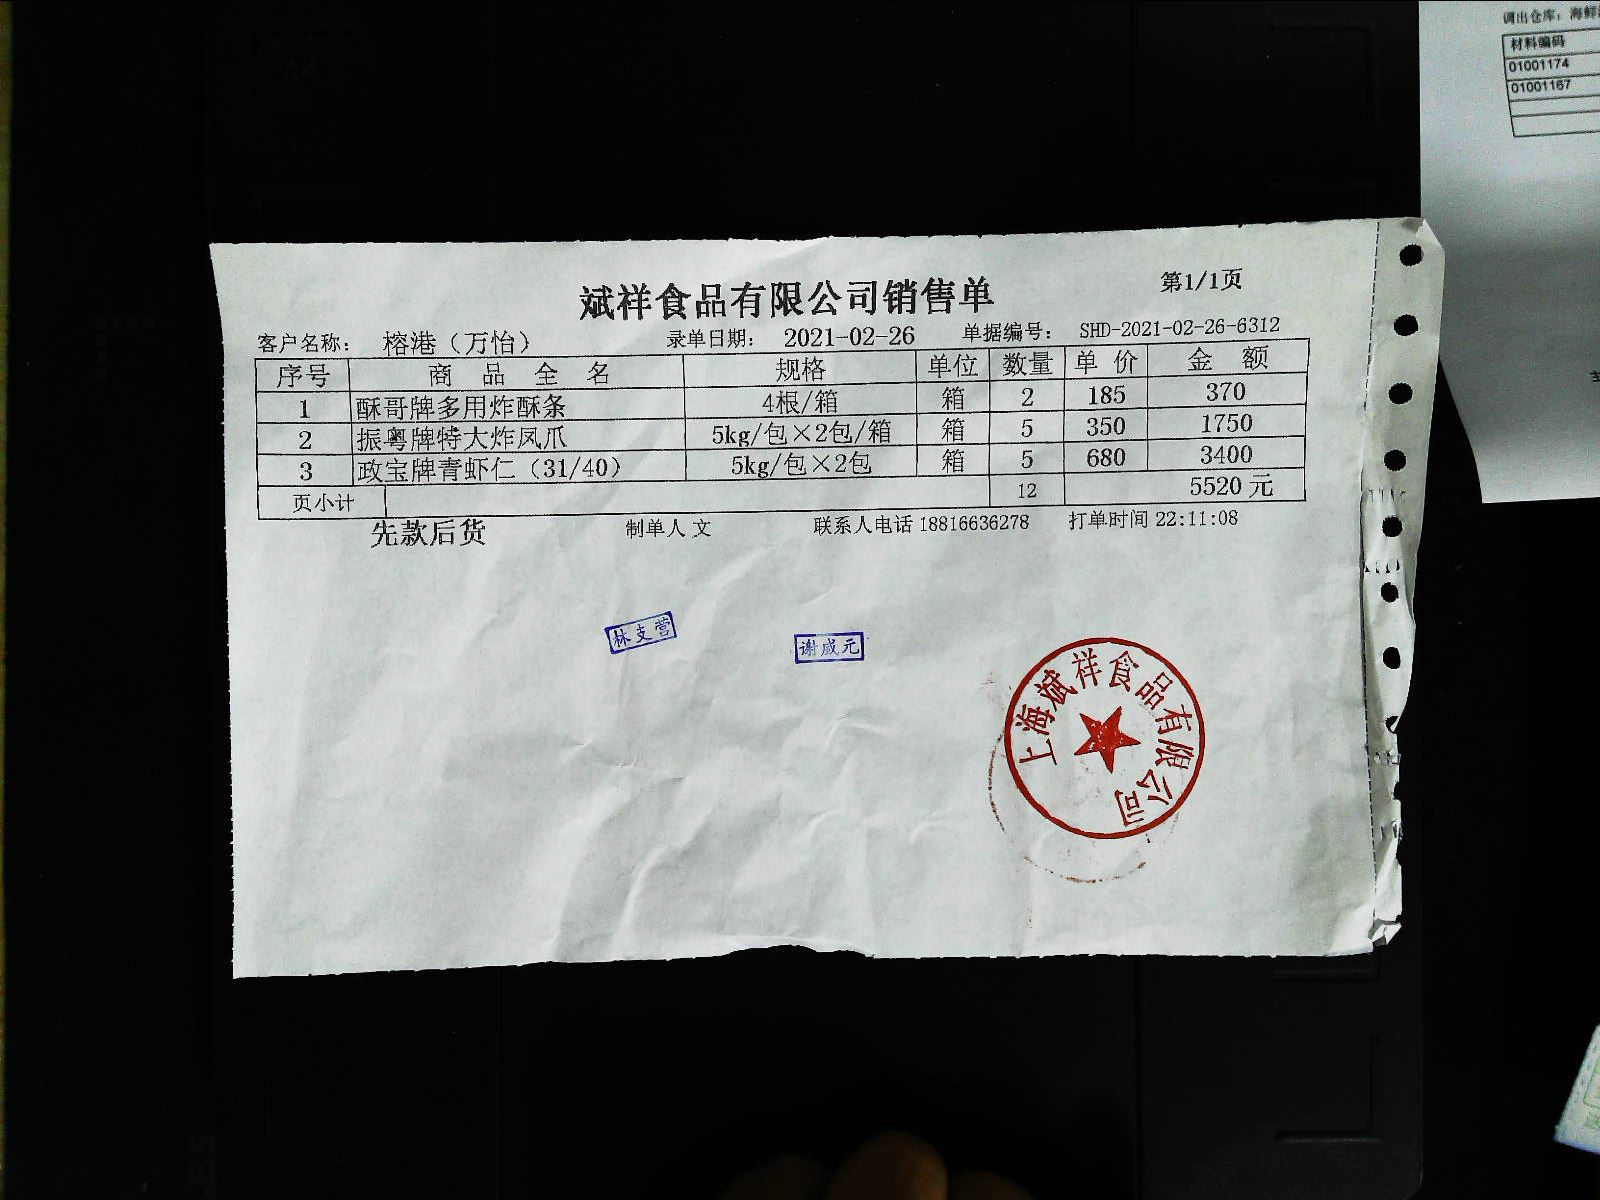 调出仓库：海鲜
材料编码
01001174
01001167
斌祥食品有限公司销售单
第1/1页
客户名称： 榕港（万怡） 录单日期： 2021-02-26 单据编号： SHD-2021-02-26-6312
序号 商 品 全 名 规格 单位 数量 单 价 金 额
1 酥哥牌多用炸酥条 4根/箱 箱 2 185 370
2 振粤牌特大炸凤爪 5kg/包×2包/箱 箱 5 350 1750
3 政宝牌青虾仁（31/40） 5kg/包×2包 箱 5 680 3400
页小计 12 5520 元
先款后货 制单人 文 联系人电话 18816636278 打单时间 22:11:08
林支营
谢威元
上海斌祥食品有限公司